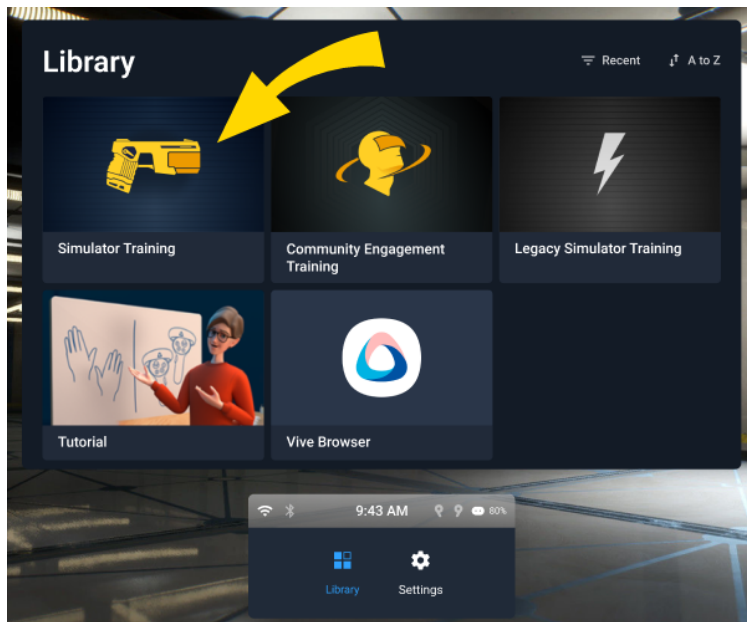 Library
Recent
A to Z
Simulator Training
Community Engagement
Training
Legacy Simulator Training
Tutorial
Vive Browser
9:43 AM
80%
Library
Settings